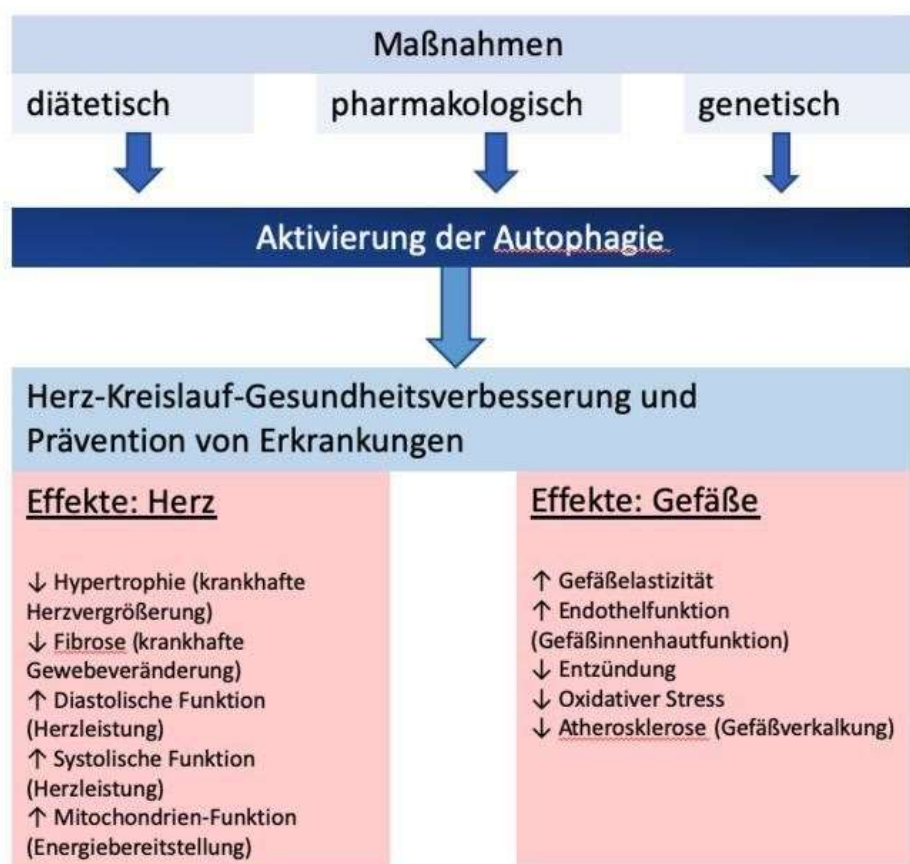 Maßnahmen
diätetisch
pharmakologisch
genetisch
Aktivierung der Autophagie
Herz-Kreislauf-Gesundheitsverbesserung und
Prävention von Erkrankungen
Effekte: Herz
↓ Hypertrophie (krankhafte
Herzvergrößerung)
↓ Fibrose (krankhafte
Gewebeveränderung)
↑ Diastolische Funktion
(Herzleistung)
↑ Systolische Funktion
(Herzleistung)
↑ Mitochondrien-Funktion
(Energiebereitstellung)
Effekte: Gefäße
↑ Gefäßelastizität
↑ Endothelfunktion
(Gefäßinnenhautfunktion)
↓ Entzündung
↓ Oxidativer Stress
↓ Atherosklerose (Gefäßverkalkung)